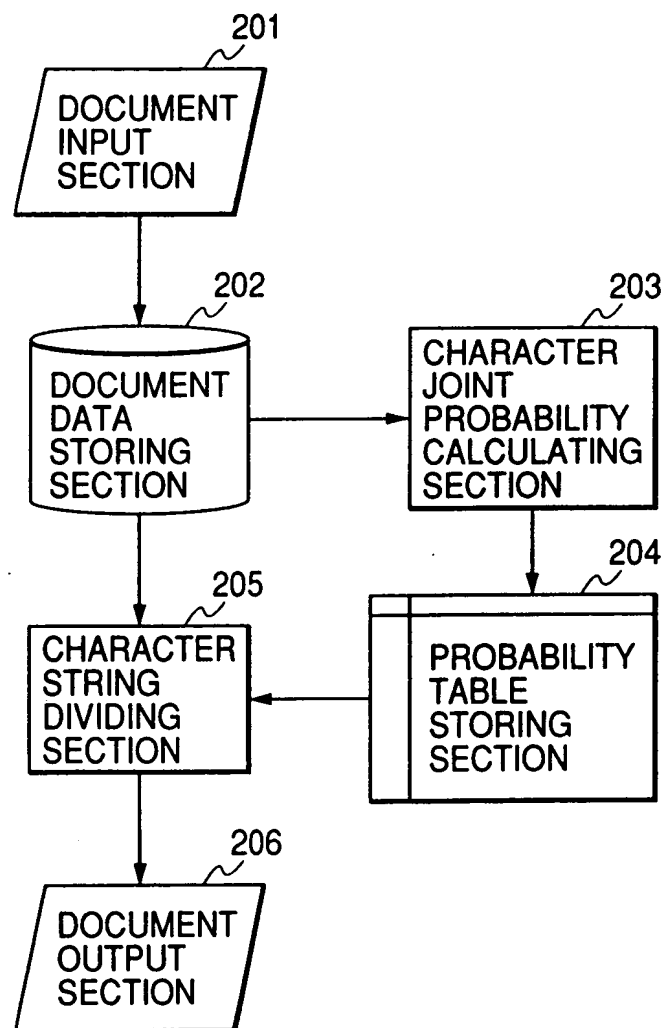 201
DOCUMENT
INPUT
SECTION
202
DOCUMENT
DATA
STORING
SECTION
203
CHARACTER
JOINT
PROBABILITY
CALCULATING
SECTION
204
PROBABILITY
TABLE
STORING
SECTION
205
CHARACTER
STRING
DIVIDING
SECTION
206
DOCUMENT
OUTPUT
SECTION